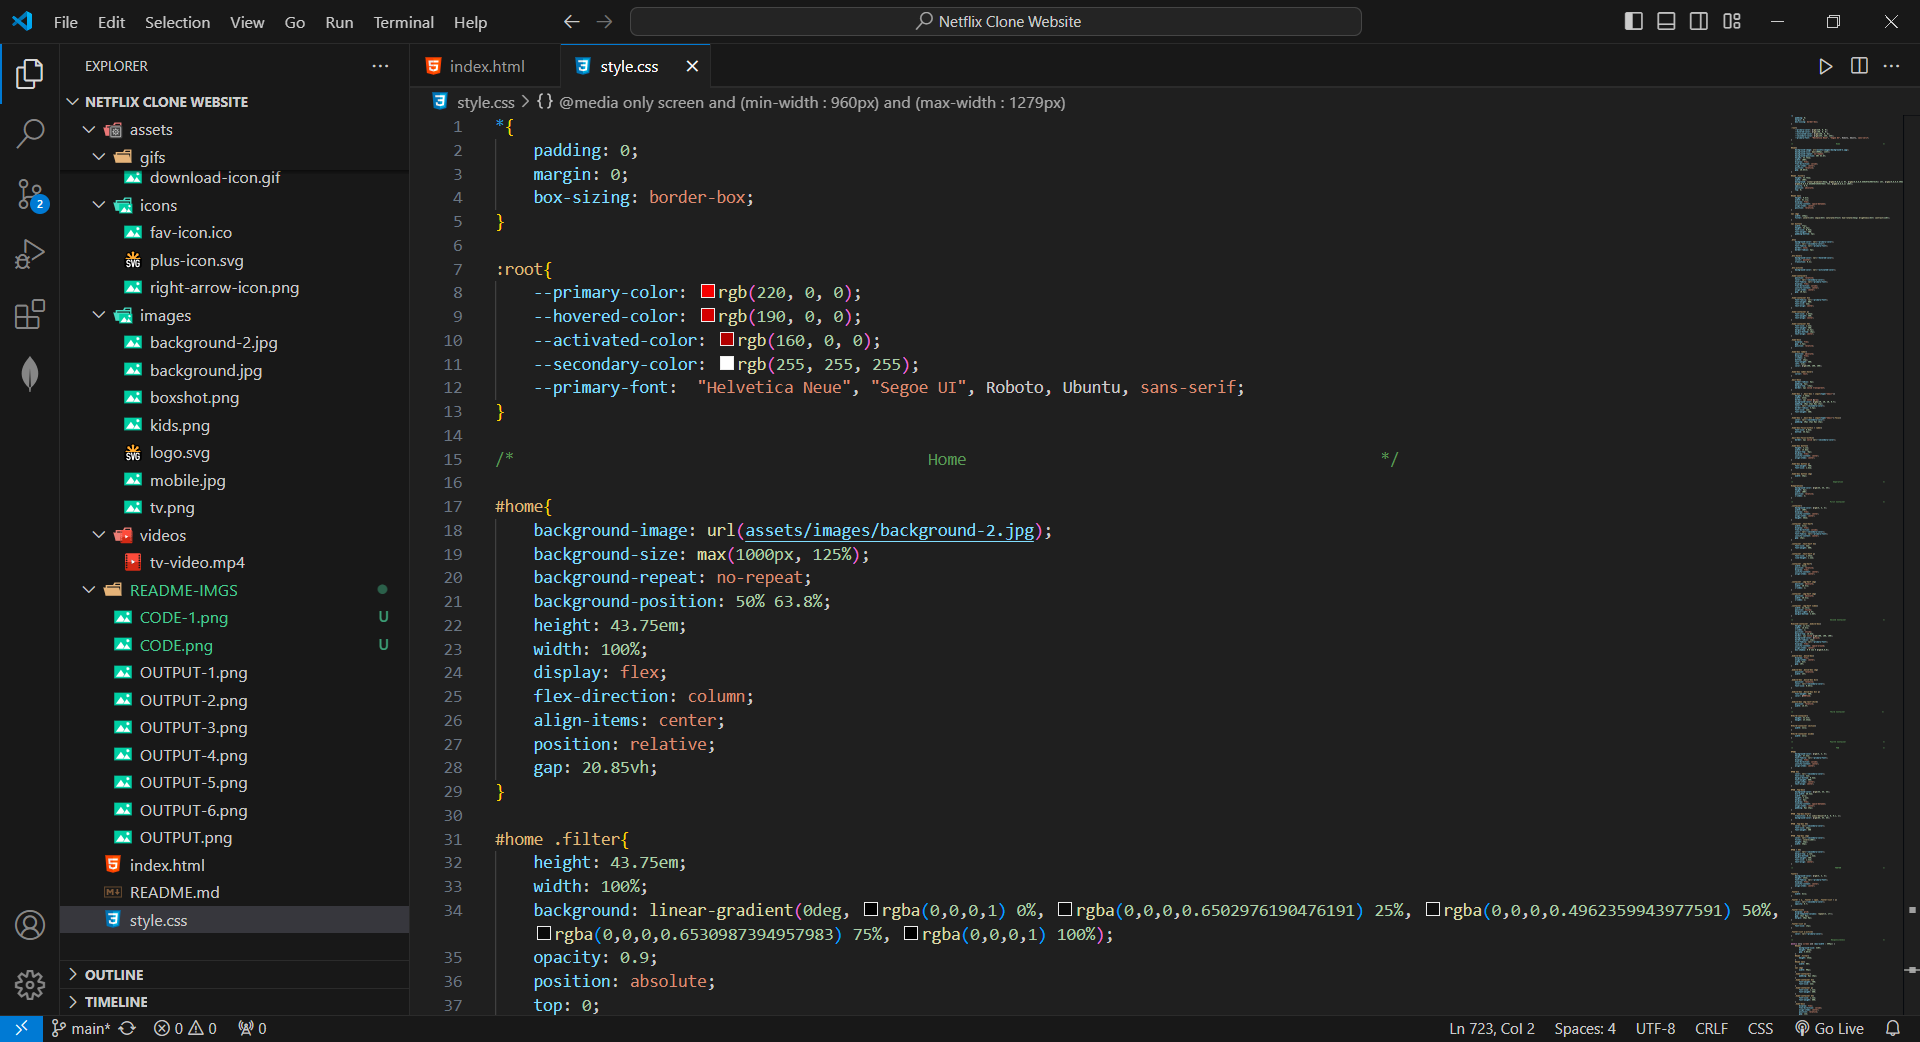 File Edit Selection View Go Run Terminal Help
Netflix Clone Website
EXPLORER
NETFLIX CLONE WEBSITE
assets
gifs
download-icon.gif
icons
fav-icon.ico
plus-icon.svg
right-arrow-icon.png
images
background-2.jpg
background.jpg
boxshot.png
kids.png
logo.svg
mobile.jpg
tv.png
videos
tv-video.mp4
README-IMGS
CODE-1.png U
CODE.png U
OUTPUT-1.png
OUTPUT-2.png
OUTPUT-3.png
OUTPUT-4.png
OUTPUT-5.png
OUTPUT-6.png
OUTPUT.png
index.html
README.md
style.css
OUTLINE
TIMELINE
index.html style.css
style.css > {} @media only screen and (min-width : 960px) and (max-width : 1279px)
1 *{
2 padding: 0;
3 margin: 0;
4 box-sizing: border-box;
5 }
6
7 :root{
8 --primary-color: rgb(220, 0, 0);
9 --hovered-color: rgb(190, 0, 0);
10 --activated-color: rgb(160, 0, 0);
11 --secondary-color: rgb(255, 255, 255);
12 --primary-font: "Helvetica Neue", "Segoe UI", Roboto, Ubuntu, sans-serif;
13 }
14
15 /* Home */
16
17 #home{
18 background-image: url(assets/images/background-2.jpg);
19 background-size: max(1000px, 125%);
20 background-repeat: no-repeat;
21 background-position: 50% 63.8%;
22 height: 43.75em;
23 width: 100%;
24 display: flex;
25 flex-direction: column;
26 align-items: center;
27 position: relative;
28 gap: 20.85vh;
29 }
30
31 #home .filter{
32 height: 43.75em;
33 width: 100%;
34 background: linear-gradient(0deg, rgba(0,0,0,1) 0%, rgba(0,0,0,0.6502976190476191) 25%, rgba(0,0,0,0.4962359943977591) 50%,
rgba(0,0,0,0.6530987394957983) 75%, rgba(0,0,0,1) 100%);
35 opacity: 0.9;
36 position: absolute;
37 top: 0;
2
main* 0 0 0
Ln 723, Col 2 Spaces: 4 UTF-8 CRLF CSS Go Live